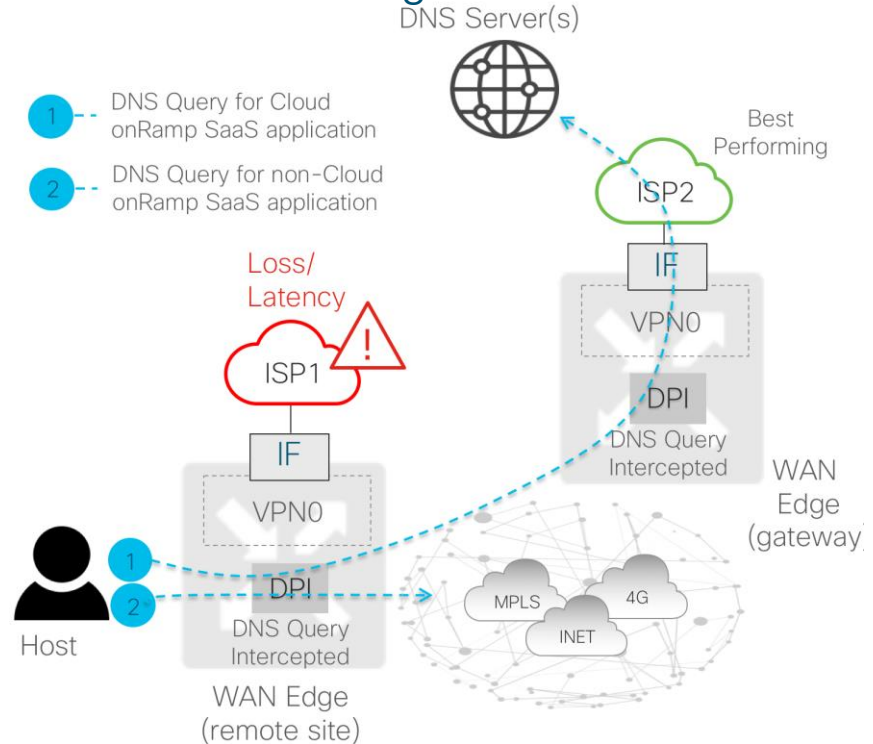 DNS Server(s)
1
DNS Query for Cloud
onRamp SaaS application
2
DNS Query for non-Cloud
onRamp SaaS application
Best
Performing
ISP2
IF
VPN0
DPI
DNS Query
Intercepted
WAN
Edge
(gateway)
Loss/
Latency
!
ISP1
IF
VPN0
DPI
DNS Query
Intercepted
WAN Edge
(remote site)
1
2
Host
MPLS
4G
INET